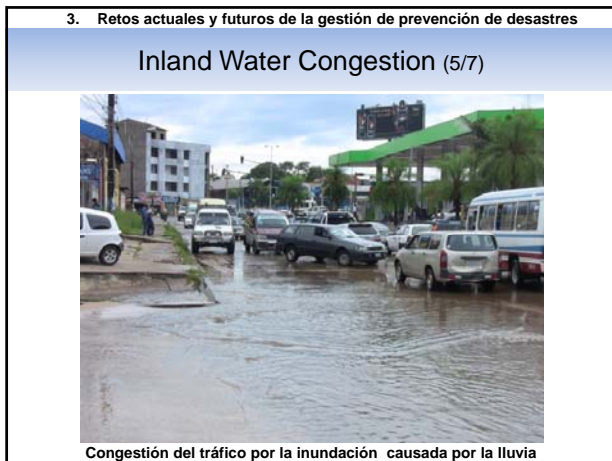 3. Retos actuales y futuros de la gestión de prevención de desastres
Inland Water Congestion (5/7)
Congestión del tráfico por la inundación causada por la lluvia